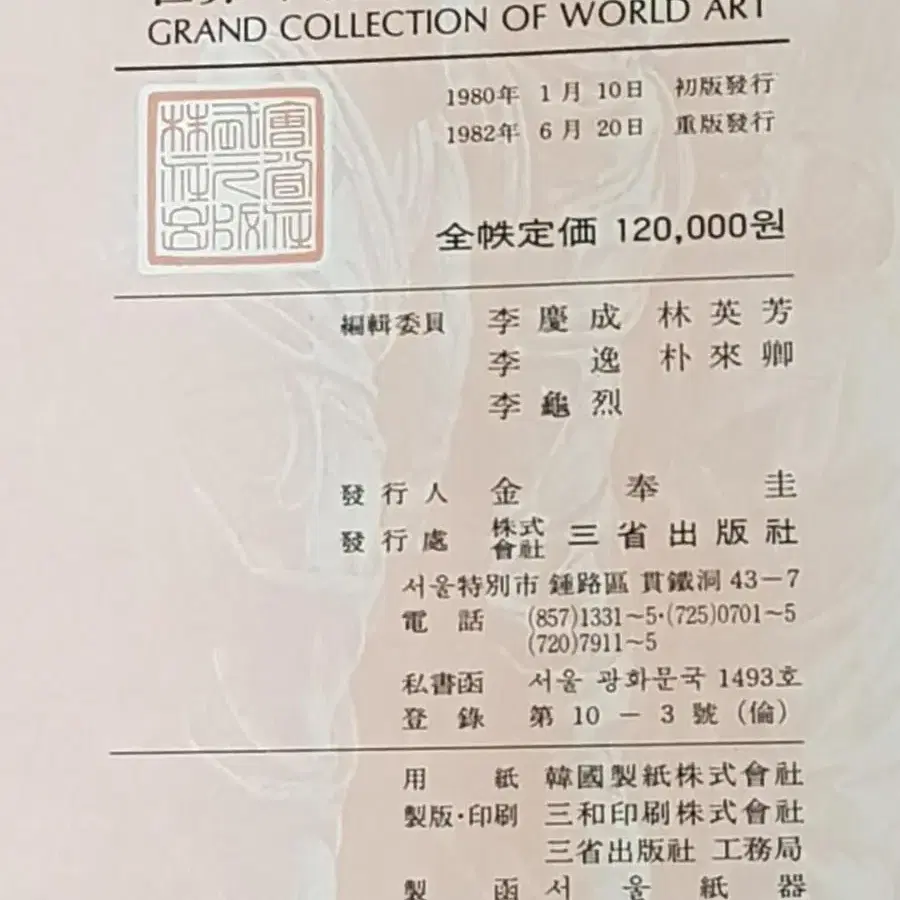 GRAND COLLECTION OF WORLD ART
1980年 1月 10日 初版發行
1982年 6月 20日 重版發行
全帙定価 120,000원
編輯委員 李慶成 林英芳
李逸 朴來卿
李龜烈
發行人 金奉圭
發行處 株式會社 三省出版社
서울特別市 鍾路區 貫鐵洞 43-7
電話 (857)1331~5·(725)0701~5
(720)7911~5
私書函 서울 광화문국 1493호
登錄 第 10 - 3 號 (倫)
用紙 韓國製紙株式會社
製版·印刷 三和印刷株式會社
三省出版社 工務局
製函 서울紙器